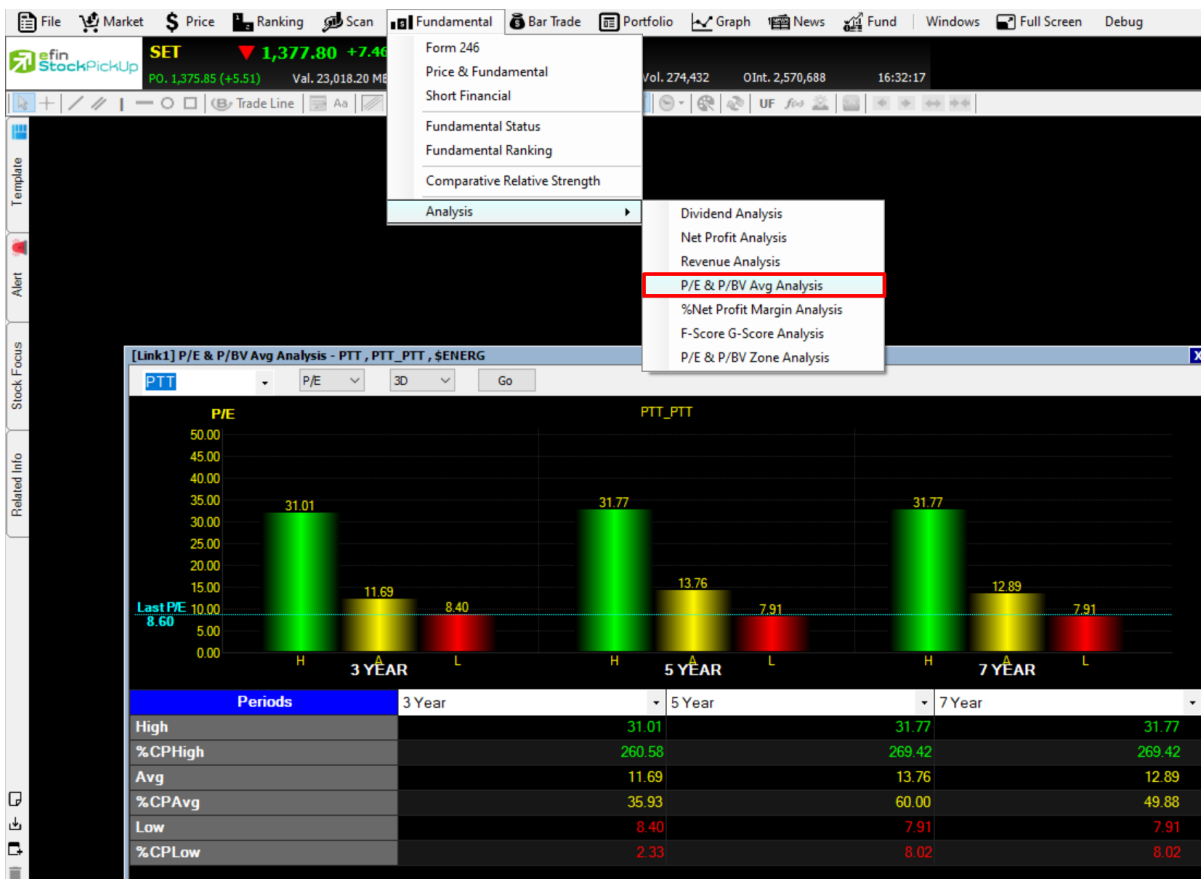 File Market Price Ranking Scan Fundamental Bar Trade Portfolio Graph News Fund Windows Full Screen Debug
efin
StockPickUp
SET 1,377.80 +7.46
PO. 1,375.85 (+5.51) Val. 23,018.20 Vol. 274,432 OInt. 2,570,688 16:32:17
Trade Line Aa UF f(x)
Form 246
Price & Fundamental
Short Financial
Fundamental Status
Fundamental Ranking
Comparative Relative Strength
Analysis
Dividend Analysis
Net Profit Analysis
Revenue Analysis
P/E & P/BV Avg Analysis
%Net Profit Margin Analysis
F-Score G-Score Analysis
P/E & P/BV Zone Analysis
Template
Alert
Stock Focus
Related Info
[Link1] P/E & P/BV Avg Analysis - PTT , PTT_PTT , $ENERG X
PTT P/E 3D Go
P/E PTT_PTT
50.00
45.00
40.00
35.00
30.00
25.00
20.00
15.00
10.00
5.00
0.00
Last P/E
8.60
31.01 11.69 8.40
31.77 13.76 7.91
31.77 12.89 7.91
H A L H A L H A L
3 YEAR 5 YEAR 7 YEAR
Periods 3 Year 5 Year 7 Year
High 31.01 31.77 31.77
%CPHigh 260.58 269.42 269.42
Avg 11.69 13.76 12.89
%CPAvg 35.93 60.00 49.88
Low 8.40 7.91 7.91
%CPLow 2.33 8.02 8.02